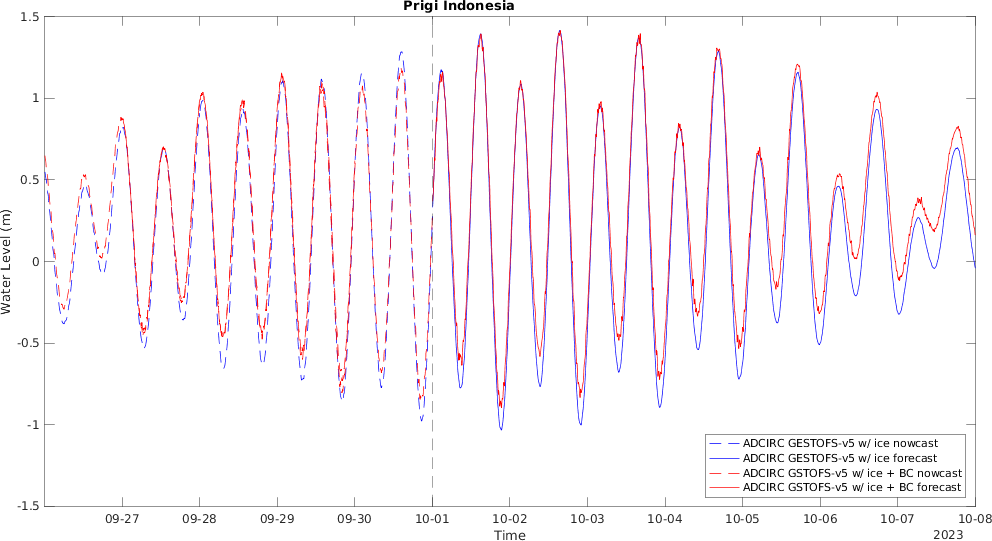 Prigi Indonesia
1.5
1
0.5
0
-0.5
-1
-1.5
Water Level (m)
ADCIRC GESTOFS-v5 w/ ice nowcast
ADCIRC GESTOFS-v5 w/ ice forecast
ADCIRC GSTOFS-v5 w/ ice + BC nowcast
ADCIRC GSTOFS-v5 w/ ice + BC forecast
09-27 09-28 09-29 09-30 10-01 10-02 10-03 10-04 10-05 10-06 10-07 10-08
Time
2023